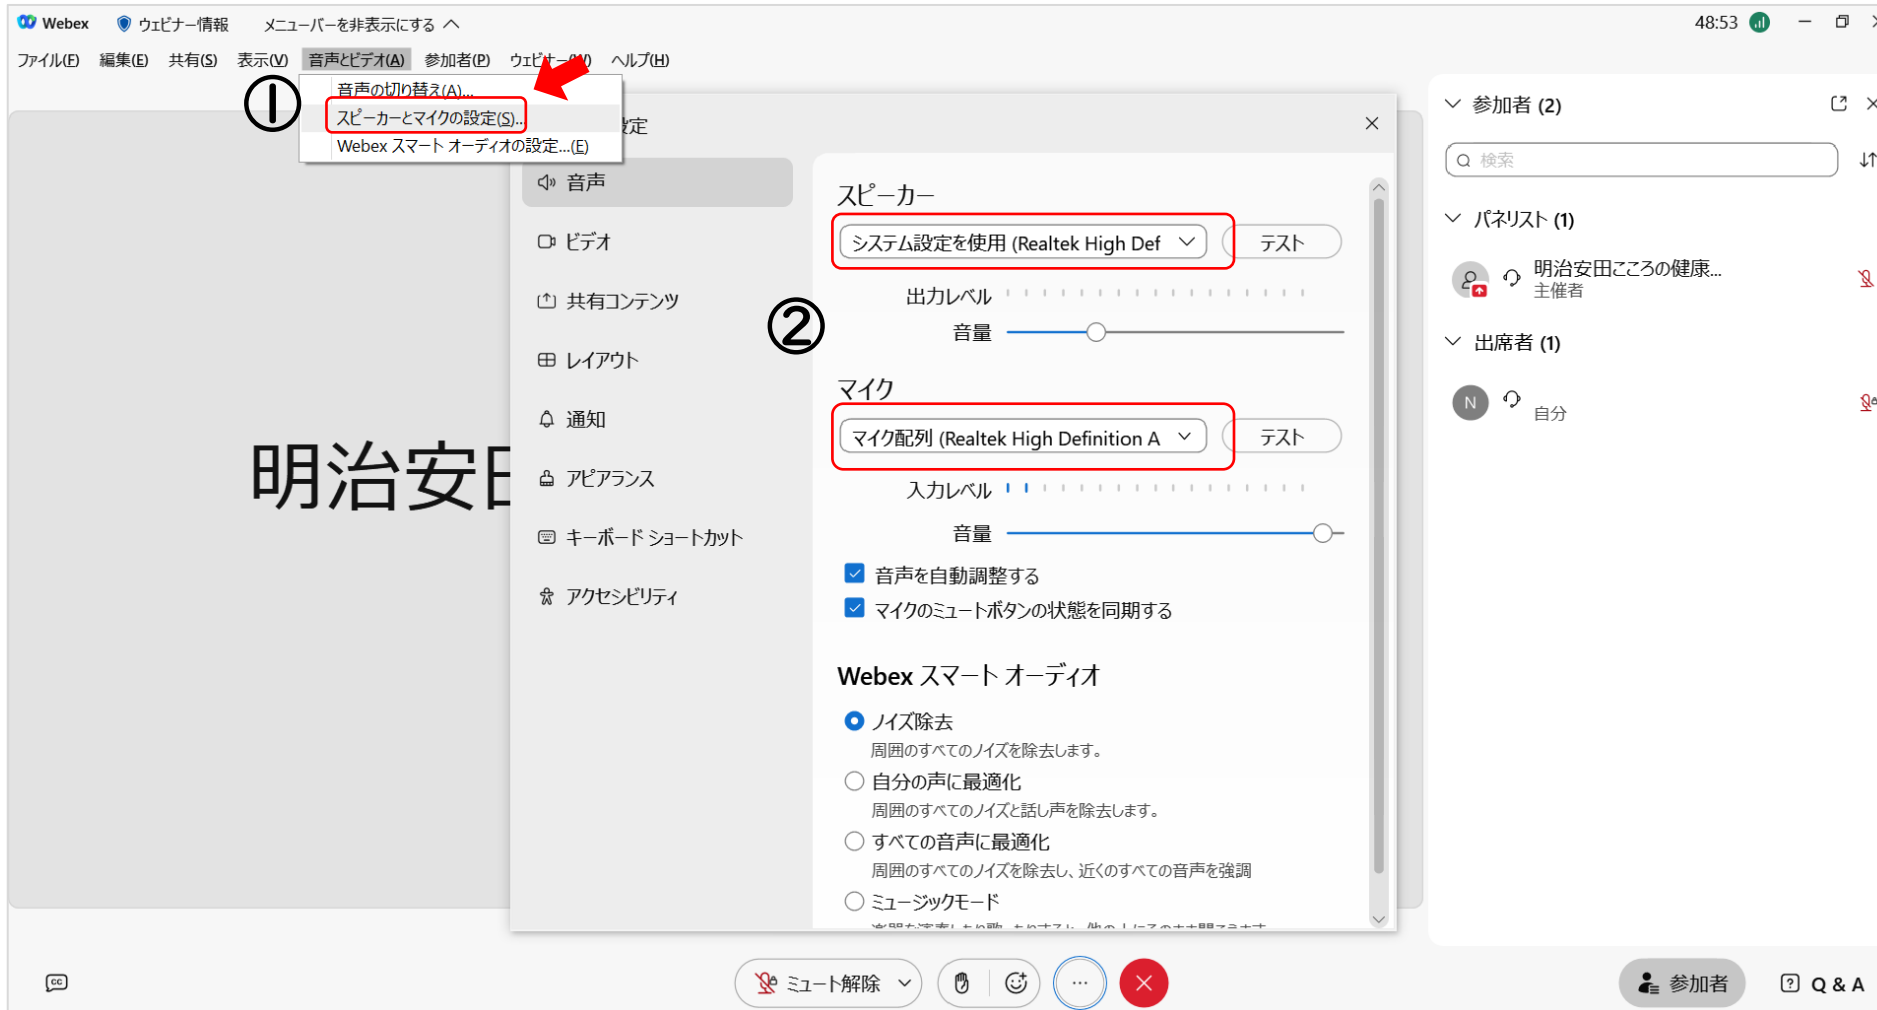 Webex ウェビナー情報 メニューバーを非表示にする 48:53
ファイル(F) 編集(E) 共有(S) 表示(V) 音声とビデオ(A) 参加者(P) ウェビナー(W) ヘルプ(H)
①
音声の切り替え(A)...
スピーカーとマイクの設定(S)...
Webex スマート オーディオの設定...(E)
定
音声
ビデオ
共有コンテンツ
レイアウト
通知
アピアランス
キーボード ショートカット
アクセシビリティ
明治安田
②
スピーカー
システム設定を使用 (Realtek High Def テスト
出力レベル
音量
マイク
マイク配列 (Realtek High Definition A テスト
入力レベル
音量
音声を自動調整する
マイクのミュートボタンの状態を同期する
Webex スマート オーディオ
ノイズ除去
周囲のすべてのノイズを除去します。
自分の声に最適化
周囲のすべてのノイズと話し声を除去します。
すべての音声に最適化
周囲のすべてのノイズを除去し、近くのすべての音声を強調
ミュージックモード
参加者 (2)
検索
パネリスト (1)
明治安田こころの健康...
主催者
出席者 (1)
N
自分
CC
ミュート解除
参加者
Q & A